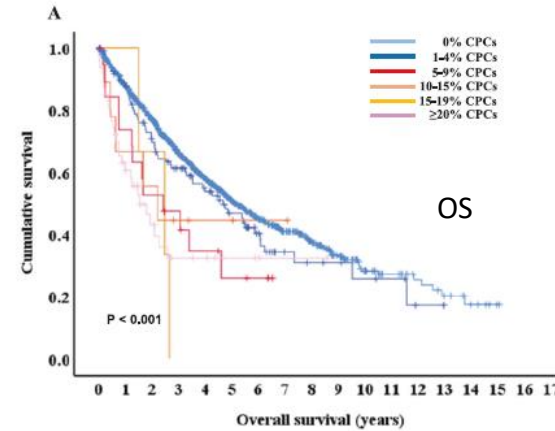 A
0% CPCs
1-4% CPCs
5-9% CPCs
10-15% CPCs
15-19% CPCs
≥20% CPCs
Cumulative survival
1.0
0.8
0.6
0.4
0.2
0.0
OS
P < 0.001
0 1 2 3 4 5 6 7 8 9 10 11 12 13 14 15 16 17
Overall survival (years)